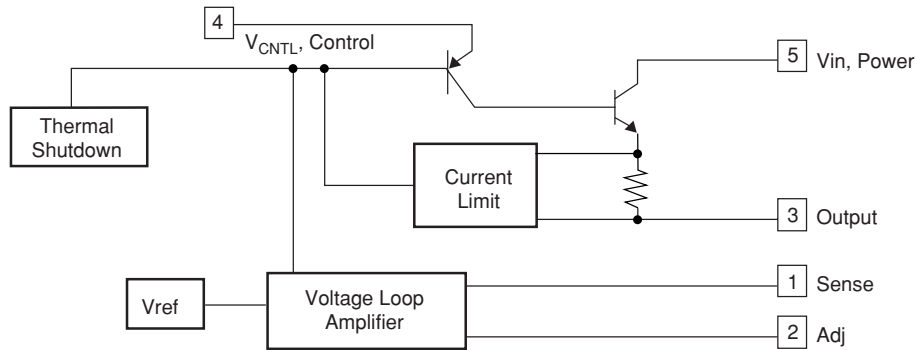 4
V_CNTL, Control
5 Vin, Power
Thermal
Shutdown
Current
Limit
3 Output
1 Sense
Vref
Voltage Loop
Amplifier
2 Adj